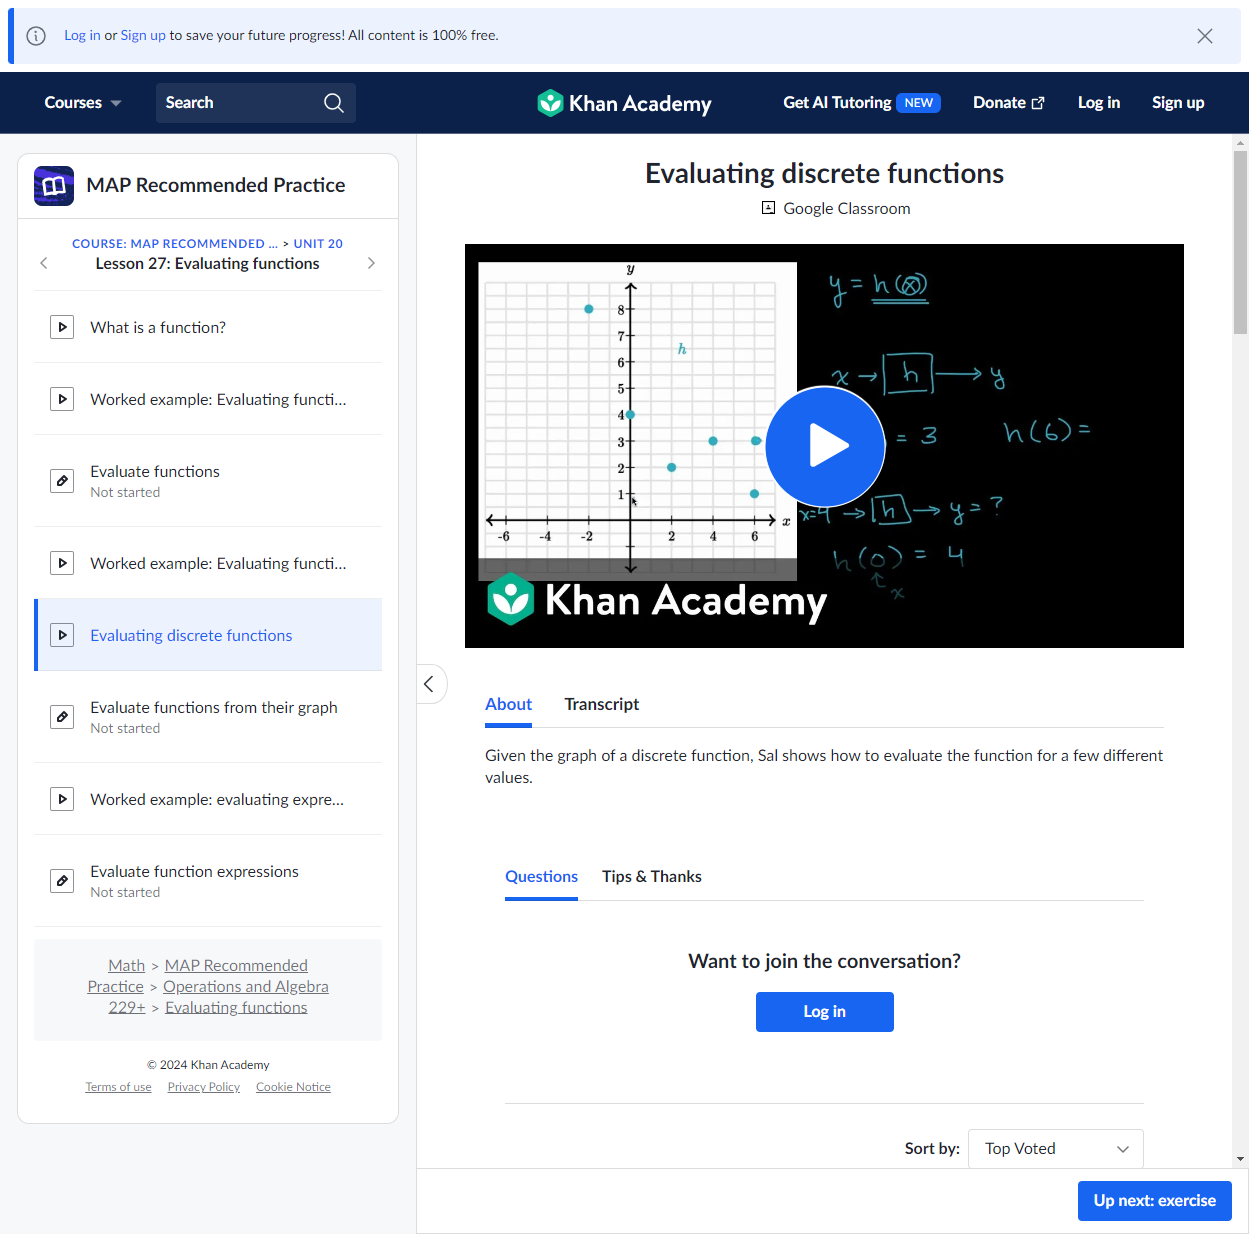 Log in or Sign up to save your future progress! All content is 100% free.
Courses
Search
Khan Academy
Get AI Tutoring NEW
Donate
Log in
Sign up
MAP Recommended Practice
COURSE: MAP RECOMMENDED ... > UNIT 20
Lesson 27: Evaluating functions
What is a function?
Worked example: Evaluating functi...
Evaluate functions
Not started
Worked example: Evaluating functi...
Evaluating discrete functions
Evaluate functions from their graph
Not started
Worked example: evaluating expre...
Evaluate function expressions
Not started
Math > MAP Recommended
Practice > Operations and Algebra
229+ > Evaluating functions
© 2024 Khan Academy
Terms of use Privacy Policy Cookie Notice
Evaluating discrete functions
Google Classroom
y
8
7
6
5
4
3
2
1
h
-6 -4 -2 2 4 6
x
y = h(x)
x → h → y
= 3
h(6) =
x=4 → h → y = ?
h(0) = 4
x
Khan Academy
About Transcript
Given the graph of a discrete function, Sal shows how to evaluate the function for a few different
values.
Questions Tips & Thanks
Want to join the conversation?
Log in
Sort by: Top Voted
Up next: exercise